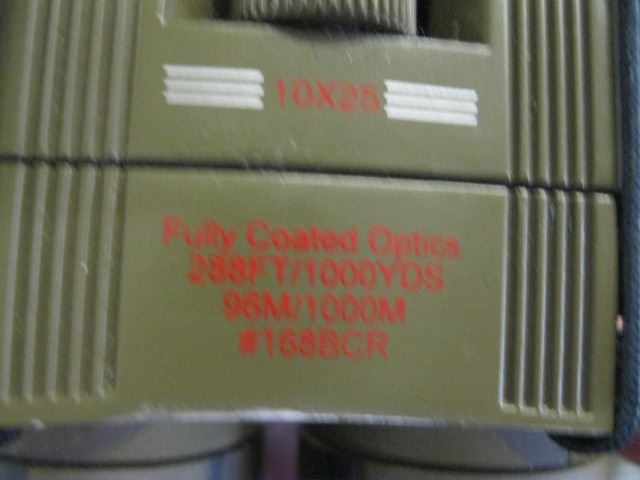 10X25
Fully Coated Optics
288FT/1000YDS
96M/1000M
#168BCR